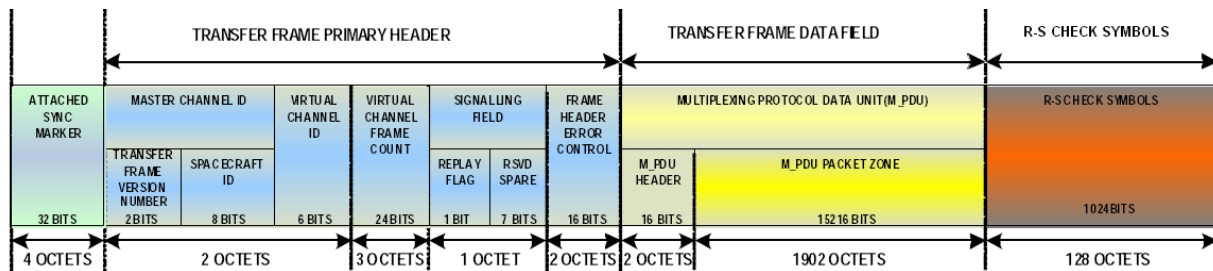 TRANSFER FRAME PRIMARY HEADER
TRANSFER FRAME DATA FIELD
R-S CHECK SYMBOLS
ATTACHED
SYNC
MARKER
32 BITS
MASTER CHANNEL ID
TRANSFER
FRAME
VERSION
NUMBER
2BITS
SPACECRAFT
ID
8 BITS
VIRTUAL
CHANNEL
ID
6 BITS
VIRTUAL
CHANNEL
FRAME
COUNT
24BITS
SIGNALLING
FIELD
REPLAY
FLAG
1 BIT
RSVD
SPARE
7 BITS
FRAME
HEADER
ERROR
CONTROL
16 BITS
MULTIPLEXING PROTOCOL DATA UNIT(M_PDU)
M_PDU
HEADER
16 BITS
M_PDU PACKET ZONE
15216 BITS
R-S CHECK SYMBOLS
1024 BITS
4 OCTETS
2 OCTETS
3 OCTETS
1 OCTET
2 OCTETS
2 OCTETS
1902 OCTETS
128 OCTETS